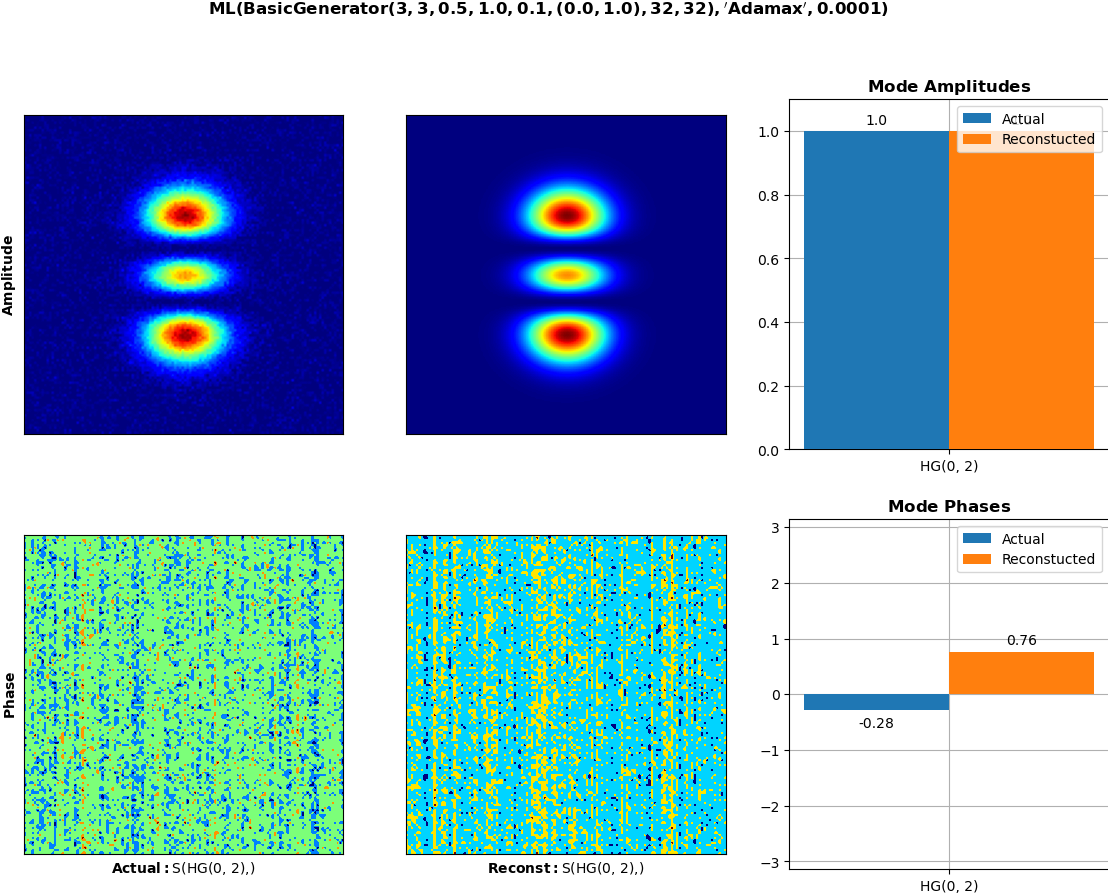 ML(BasicGenerator(3, 3, 0.5, 1.0, 0.1, (0.0, 1.0), 32, 32), ′Adamax′, 0.0001)
Amplitude
Mode Amplitudes
Actual
Reconstucted
1.0
1.0
0.8
0.6
0.4
0.2
0.0
HG(0, 2)
Phase
Actual: S(HG(0, 2),)
Reconst: S(HG(0, 2),)
Mode Phases
Actual
Reconstucted
3
2
1
0
−1
−2
−3
0.76
-0.28
HG(0, 2)